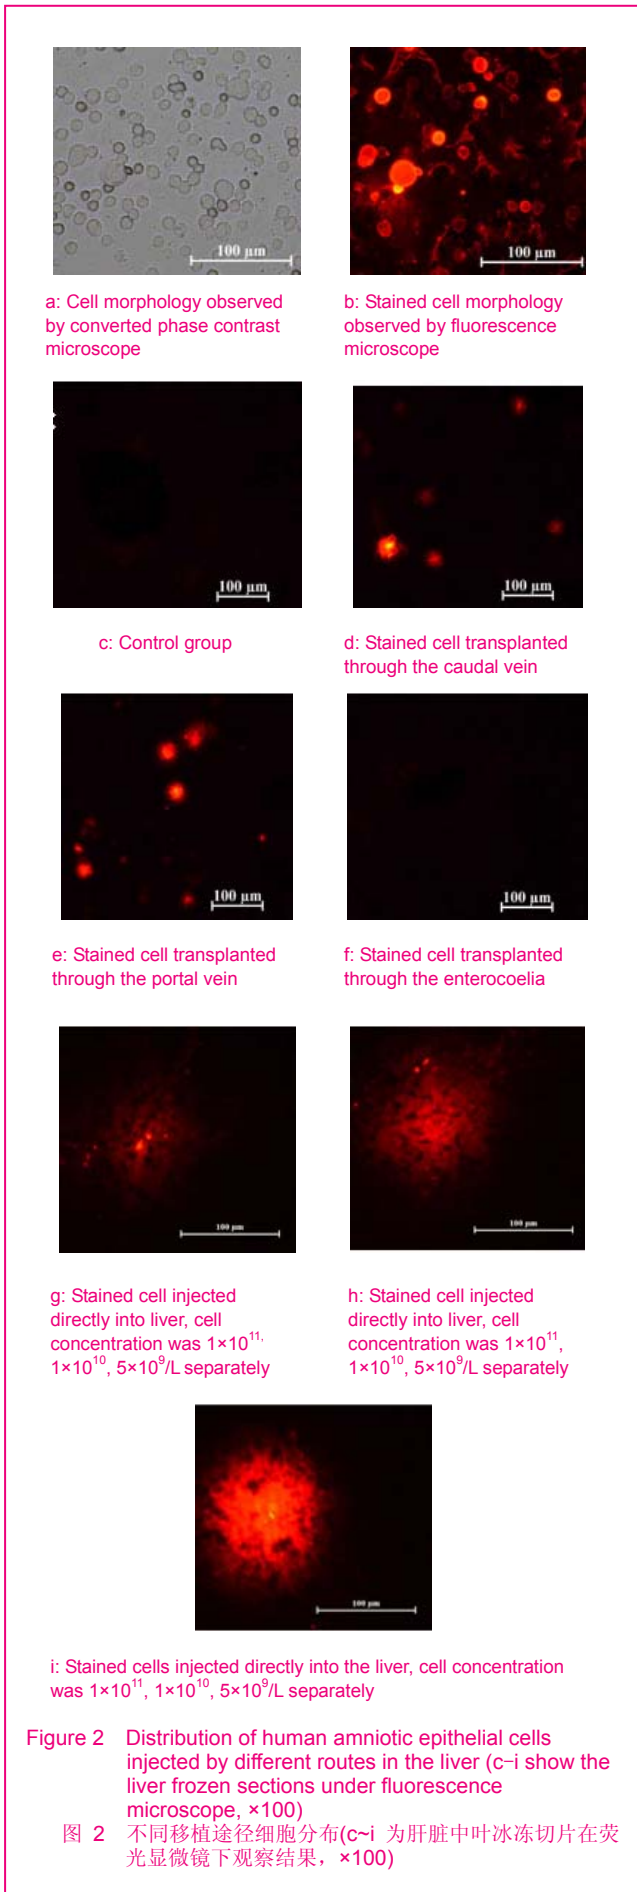 100 μm
100 μm
a: Cell morphology observed
by converted phase contrast
microscope
b: Stained cell morphology
observed by fluorescence
microscope
100 μm
100 μm
c: Control group
d: Stained cell transplanted
through the caudal vein
100 μm
100 μm
e: Stained cell transplanted
through the portal vein
f: Stained cell transplanted
through the enterocoelia
100 μm
100 μm
g: Stained cell injected
directly into liver, cell
concentration was 1×10¹¹,
1×10¹⁰, 5×10⁹/L separately
h: Stained cell injected
directly into liver, cell
concentration was 1×10¹¹,
1×10¹⁰, 5×10⁹/L separately
100 μm
i: Stained cells injected directly into the liver, cell concentration
was 1×10¹¹, 1×10¹⁰, 5×10⁹/L separately
Figure 2 Distribution of human amniotic epithelial cells
injected by different routes in the liver (c–i show the
liver frozen sections under fluorescence
microscope, ×100)
图 2 不同移植途径细胞分布(c~i 为肝脏中叶冰冻切片在荧
光显微镜下观察结果，×100)